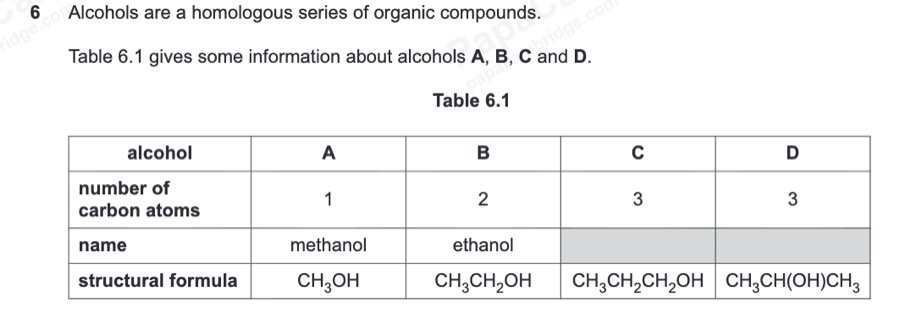 6 Alcohols are a homologous series of organic compounds.
Table 6.1 gives some information about alcohols A, B, C and D.
Table 6.1
alcohol A B C D
number of
carbon atoms 1 2 3 3
name methanol ethanol
structural formula CH₃OH CH₃CH₂OH CH₃CH₂CH₂OH CH₃CH(OH)CH₃